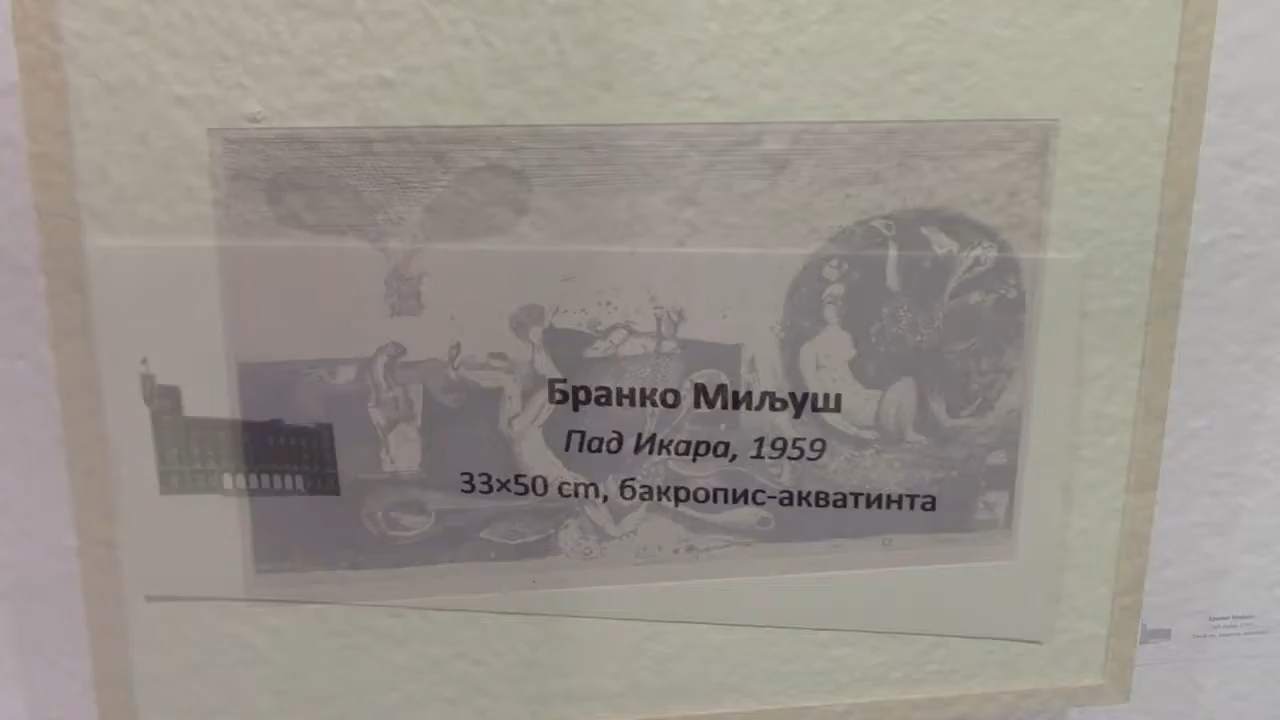 Бранко Миљуш
Пад Икара, 1959
33×50 cm, бакропис-акватинта